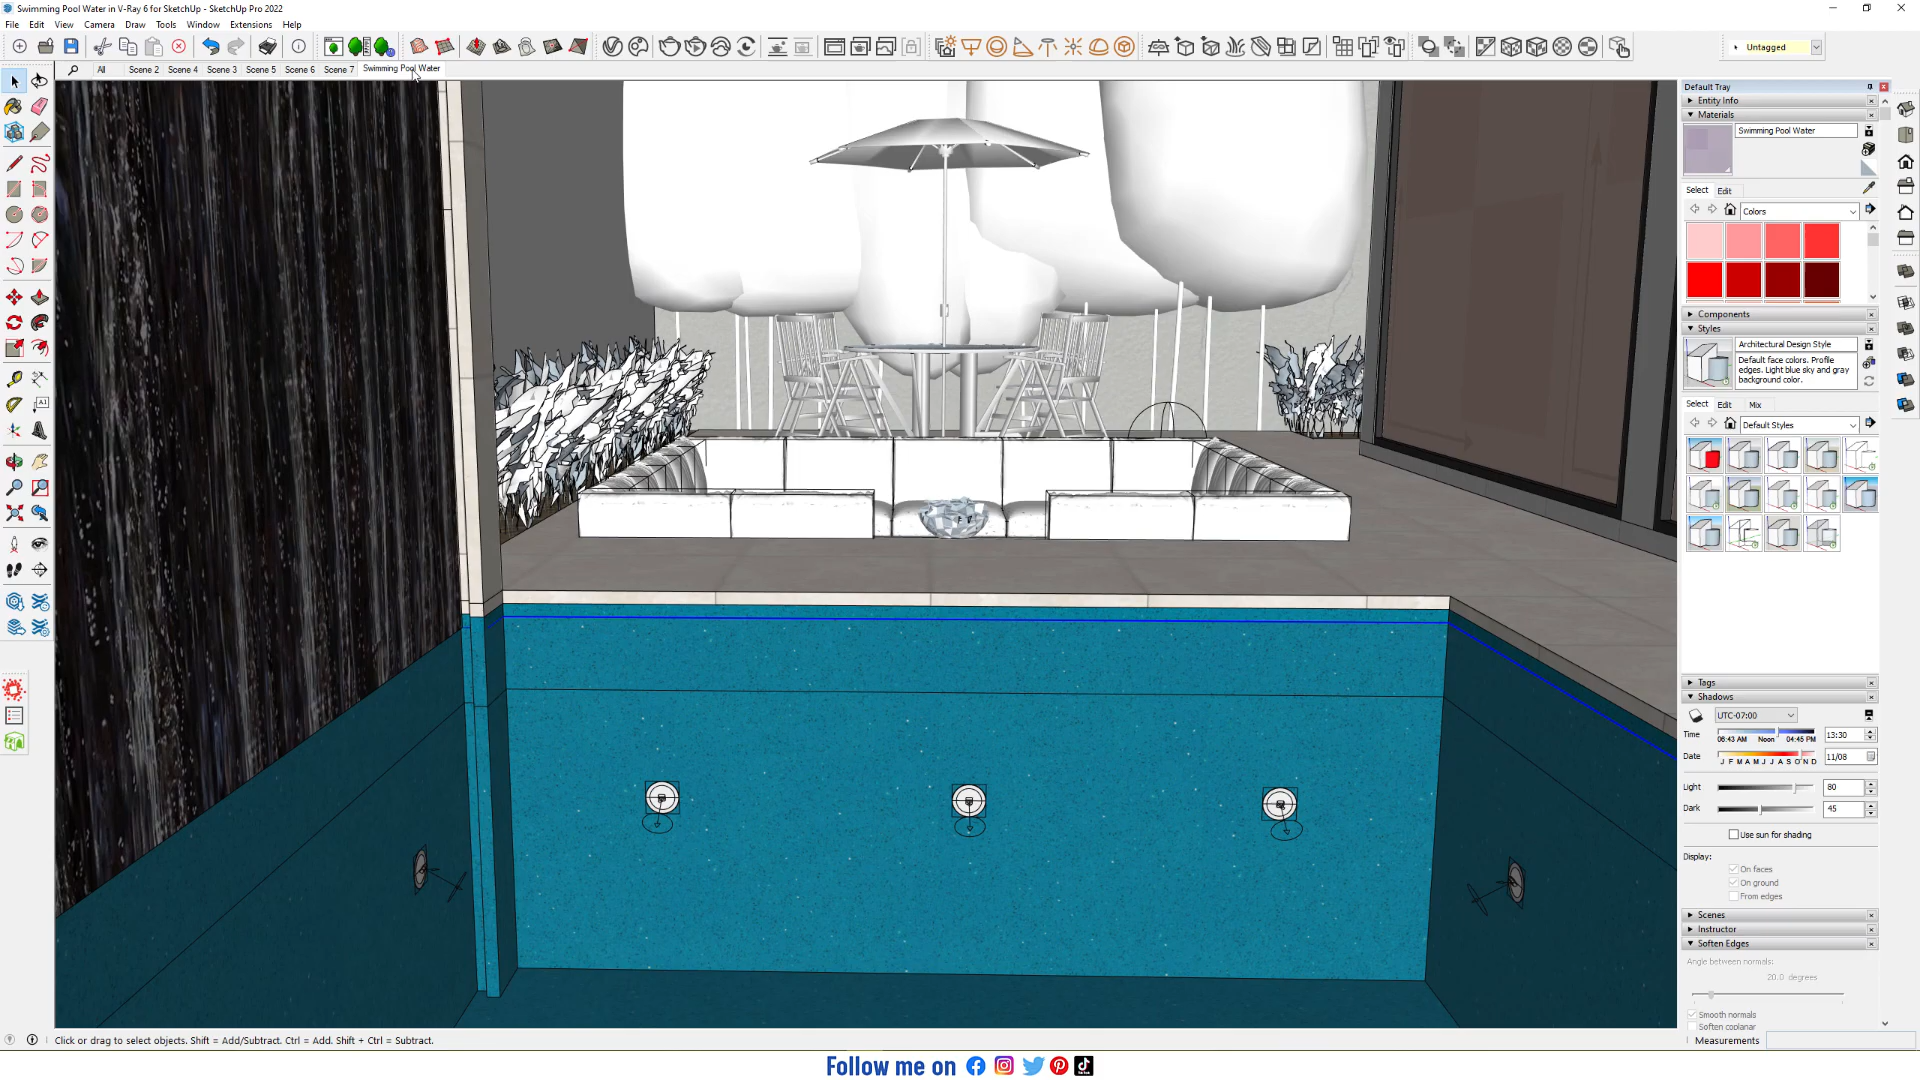 Swimming Pool Water in V-Ray 6 for SketchUp - SketchUp Pro 2022
File Edit View Camera Draw Tools Window Extensions Help
Untagged
All Scene 2 Scene 4 Scene 3 Scene 5 Scene 6 Scene 7 Swimming Pool Water
Default Tray
Entity Info
Materials
Swimming Pool Water
Select Edit
Colors
Components
Styles
Architectural Design Style
Default face colors. Profile
edges. Light blue sky and gray
background color.
Select Edit Mix
Default Styles
Tags
Shadows
UTC-07:00
Time 06:43 AM Noon 04:45 PM 13:30
Date J F M A M J J A S O N D 11/08
Light 80
Dark 45
Use sun for shading
Display:
On faces
On ground
From edges
Scenes
Instructor
Soften Edges
Angle between normals:
20.0 degrees
Smooth normals
Soften coplanar
Click or drag to select objects. Shift = Add/Subtract. Ctrl = Add. Shift + Ctrl = Subtract.
Measurements
Follow me on